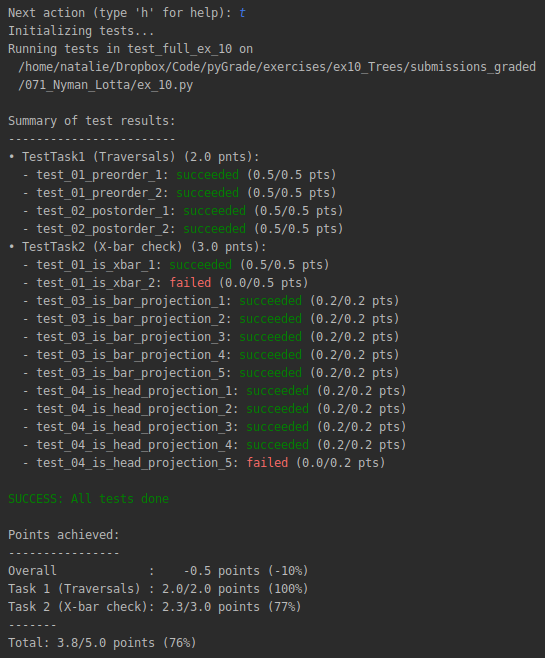 Next action (type 'h' for help): t
Initializing tests...
Running tests in test_full_ex_10 on
/home/natalie/Dropbox/Code/pyGrade/exercises/ex10_Trees/submissions_graded
/071_Nyman_Lotta/ex_10.py
Summary of test results:
------------------------
• TestTask1 (Traversals) (2.0 pnts):
- test_01_preorder_1: succeeded (0.5/0.5 pts)
- test_01_preorder_2: succeeded (0.5/0.5 pts)
- test_02_postorder_1: succeeded (0.5/0.5 pts)
- test_02_postorder_2: succeeded (0.5/0.5 pts)
• TestTask2 (X-bar check) (3.0 pnts):
- test_01_is_xbar_1: succeeded (0.5/0.5 pts)
- test_01_is_xbar_2: failed (0.0/0.5 pts)
- test_03_is_bar_projection_1: succeeded (0.2/0.2 pts)
- test_03_is_bar_projection_2: succeeded (0.2/0.2 pts)
- test_03_is_bar_projection_3: succeeded (0.2/0.2 pts)
- test_03_is_bar_projection_4: succeeded (0.2/0.2 pts)
- test_03_is_bar_projection_5: succeeded (0.2/0.2 pts)
- test_04_is_head_projection_1: succeeded (0.2/0.2 pts)
- test_04_is_head_projection_2: succeeded (0.2/0.2 pts)
- test_04_is_head_projection_3: succeeded (0.2/0.2 pts)
- test_04_is_head_projection_4: succeeded (0.2/0.2 pts)
- test_04_is_head_projection_5: failed (0.0/0.2 pts)
SUCCESS: All tests done
Points achieved:
----------------
Overall             :    -0.5 points (-10%)
Task 1 (Traversals) : 2.0/2.0 points (100%)
Task 2 (X-bar check): 2.3/3.0 points (77%)
-------
Total: 3.8/5.0 points (76%)